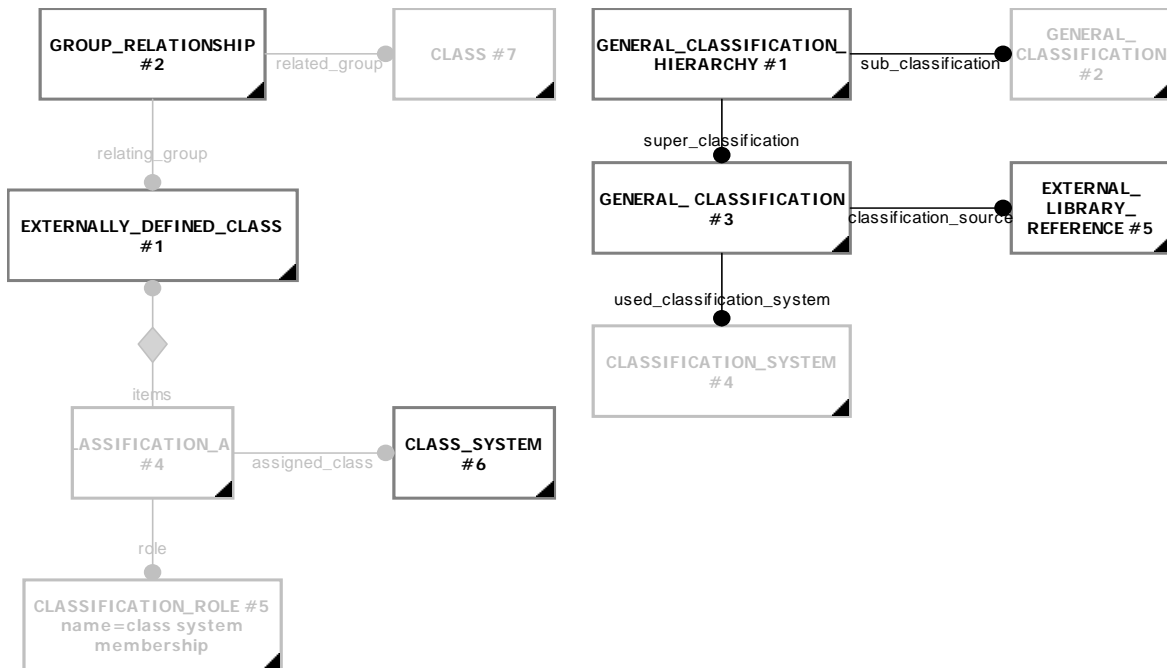 GROUP_RELATIONSHIP
#2
related_group
CLASS #7
relating_group
EXTERNALLY_DEFINED_CLASS
#1
items
LASSIFICATION_A
#4
assigned_class
CLASS_SYSTEM
#6
role
CLASSIFICATION_ROLE #5
name=class system
membership
GENERAL_CLASSIFICATION_
HIERARCHY #1
sub_classification
GENERAL_
CLASSIFICATION
#2
super_classification
GENERAL_ CLASSIFICATION
#3
classification_source
EXTERNAL_
LIBRARY_
REFERENCE #5
used_classification_system
CLASSIFICATION_SYSTEM
#4